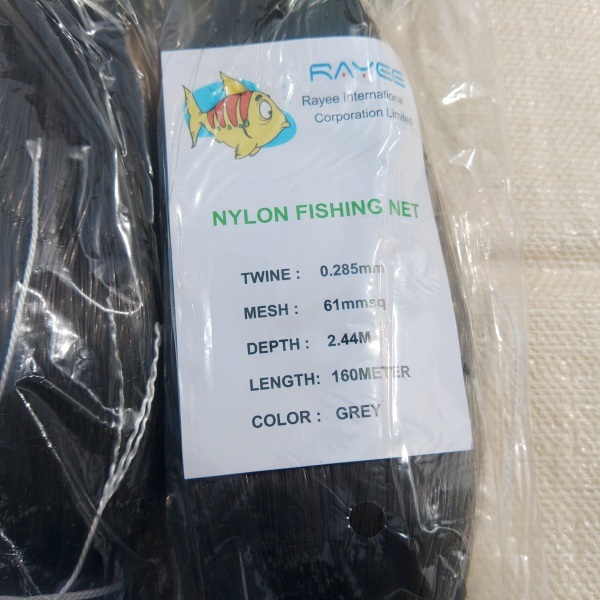 RAYEE
Rayee International
Corporation Limited
NYLON FISHING NET
TWINE : 0.285mm
MESH : 61mmsq
DEPTH : 2.44M
LENGTH: 160METER
COLOR : GREY